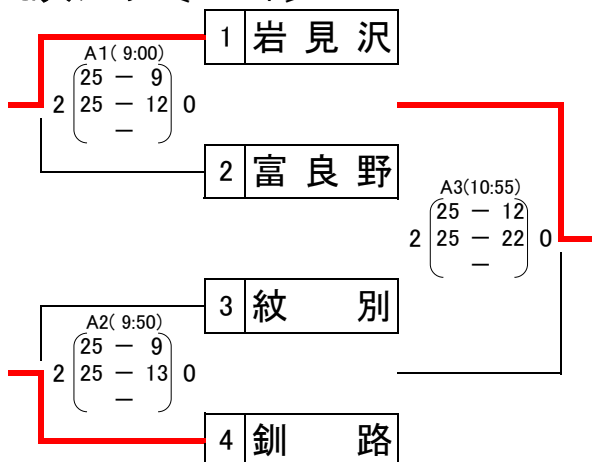 1 岩見沢
A1( 9:00)
25 － 9
2 25 － 12 0
－
2 富良野
A3(10:55)
25 － 12
2 25 － 22 0
－
3 紋別
A2( 9:50)
25 － 9
2 25 － 13 0
－
4 釧路